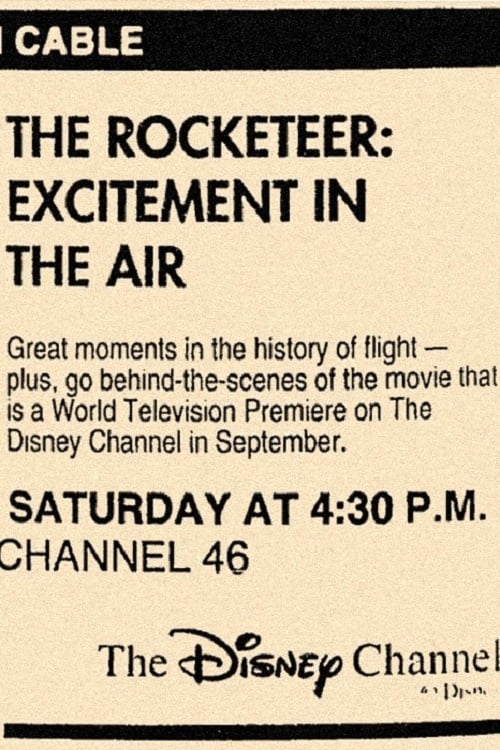 CABLE
THE ROCKETEER:
EXCITEMENT IN
THE AIR
Great moments in the history of flight —
plus, go behind-the-scenes of the movie that
is a World Television Premiere on The
Disney Channel in September.
SATURDAY AT 4:30 P.M.
CHANNEL 46
The Disney Channel